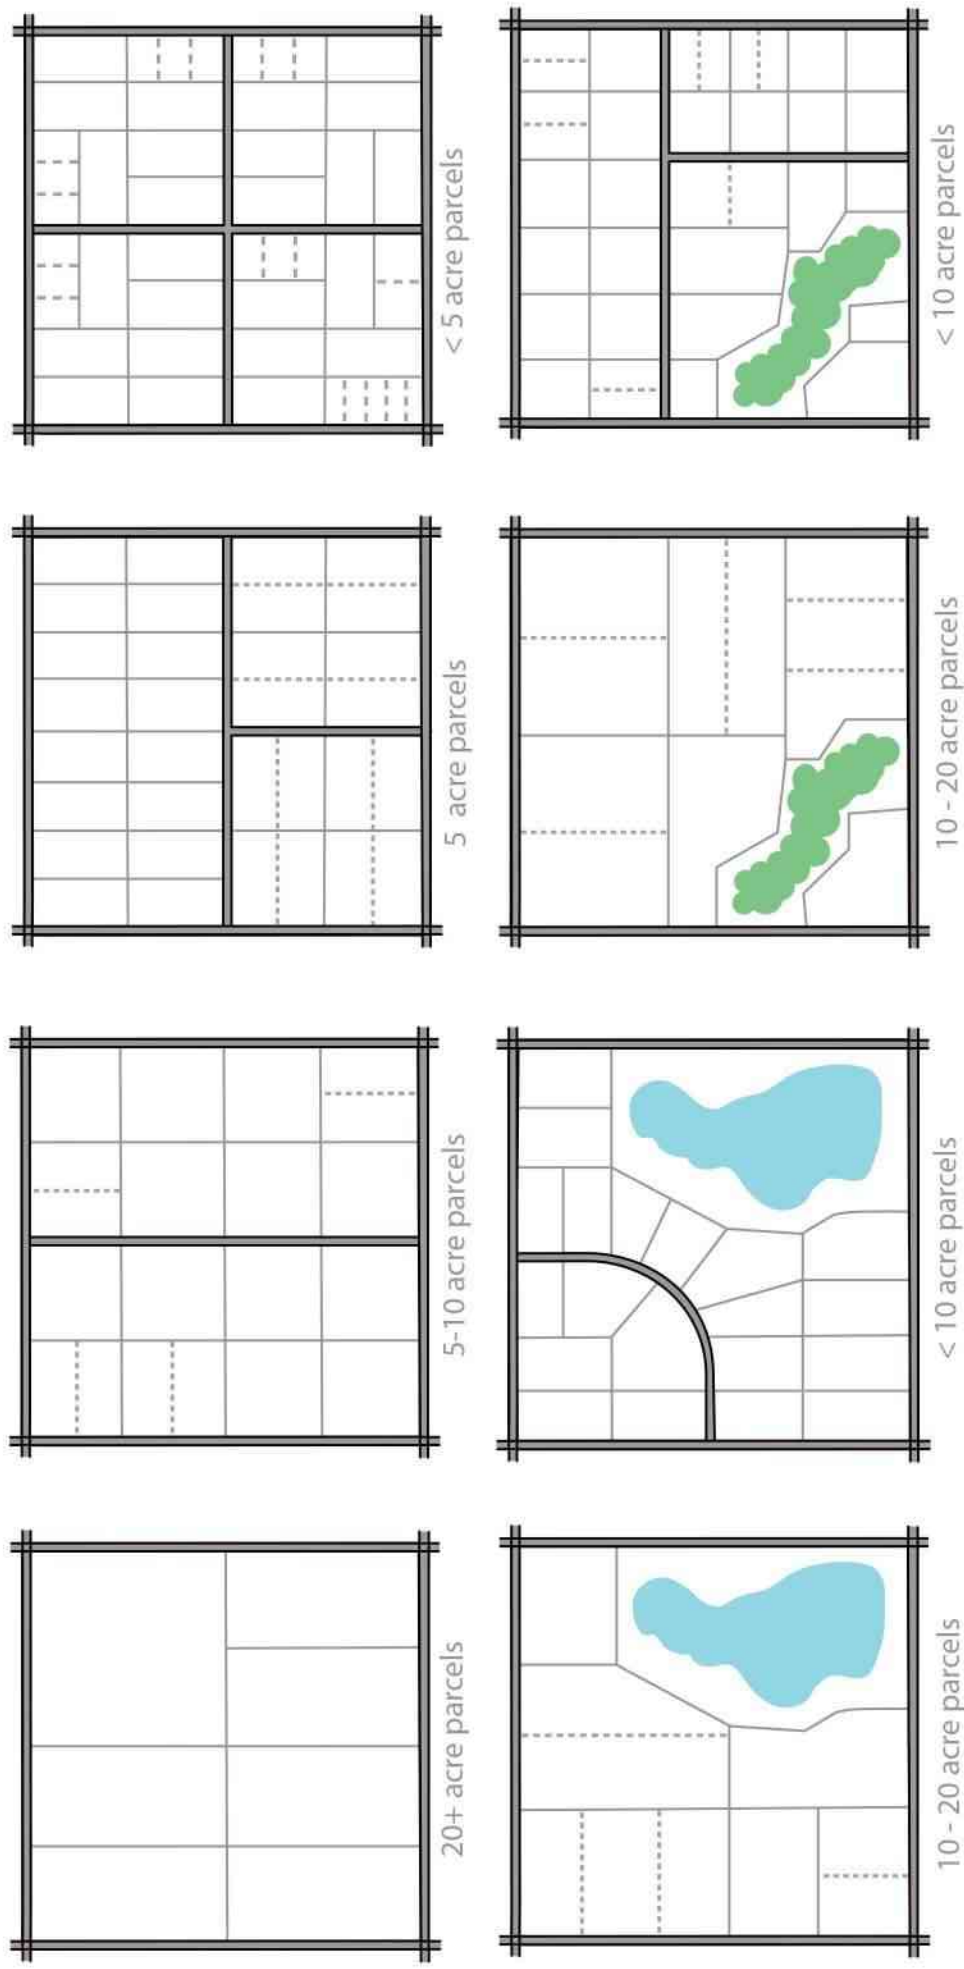 20+ acre parcels
5-10 acre parcels
5 acre parcels
< 5 acre parcels
10 - 20 acre parcels
< 10 acre parcels
10 - 20 acre parcels
< 10 acre parcels